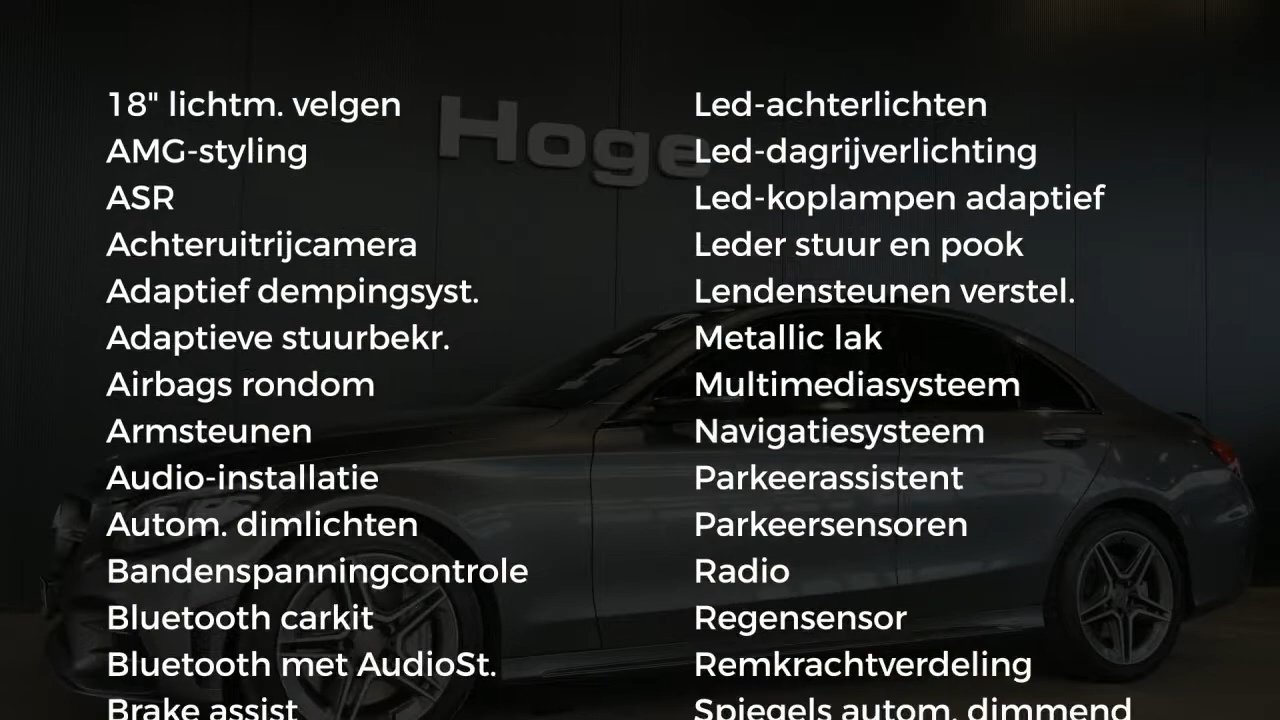 Hoge
18" lichtm. velgen
AMG-styling
ASR
Achteruitrijcamera
Adaptief dempingsyst.
Adaptieve stuurbekr.
Airbags rondom
Armsteunen
Audio-installatie
Autom. dimlichten
Bandenspanningcontrole
Bluetooth carkit
Bluetooth met AudioSt.
Brake assist
Led-achterlichten
Led-dagrijverlichting
Led-koplampen adaptief
Leder stuur en pook
Lendensteunen verstel.
Metallic lak
Multimediasysteem
Navigatiesysteem
Parkeerassistent
Parkeersensoren
Radio
Regensensor
Remkrachtverdeling
Spiegels autom. dimmend